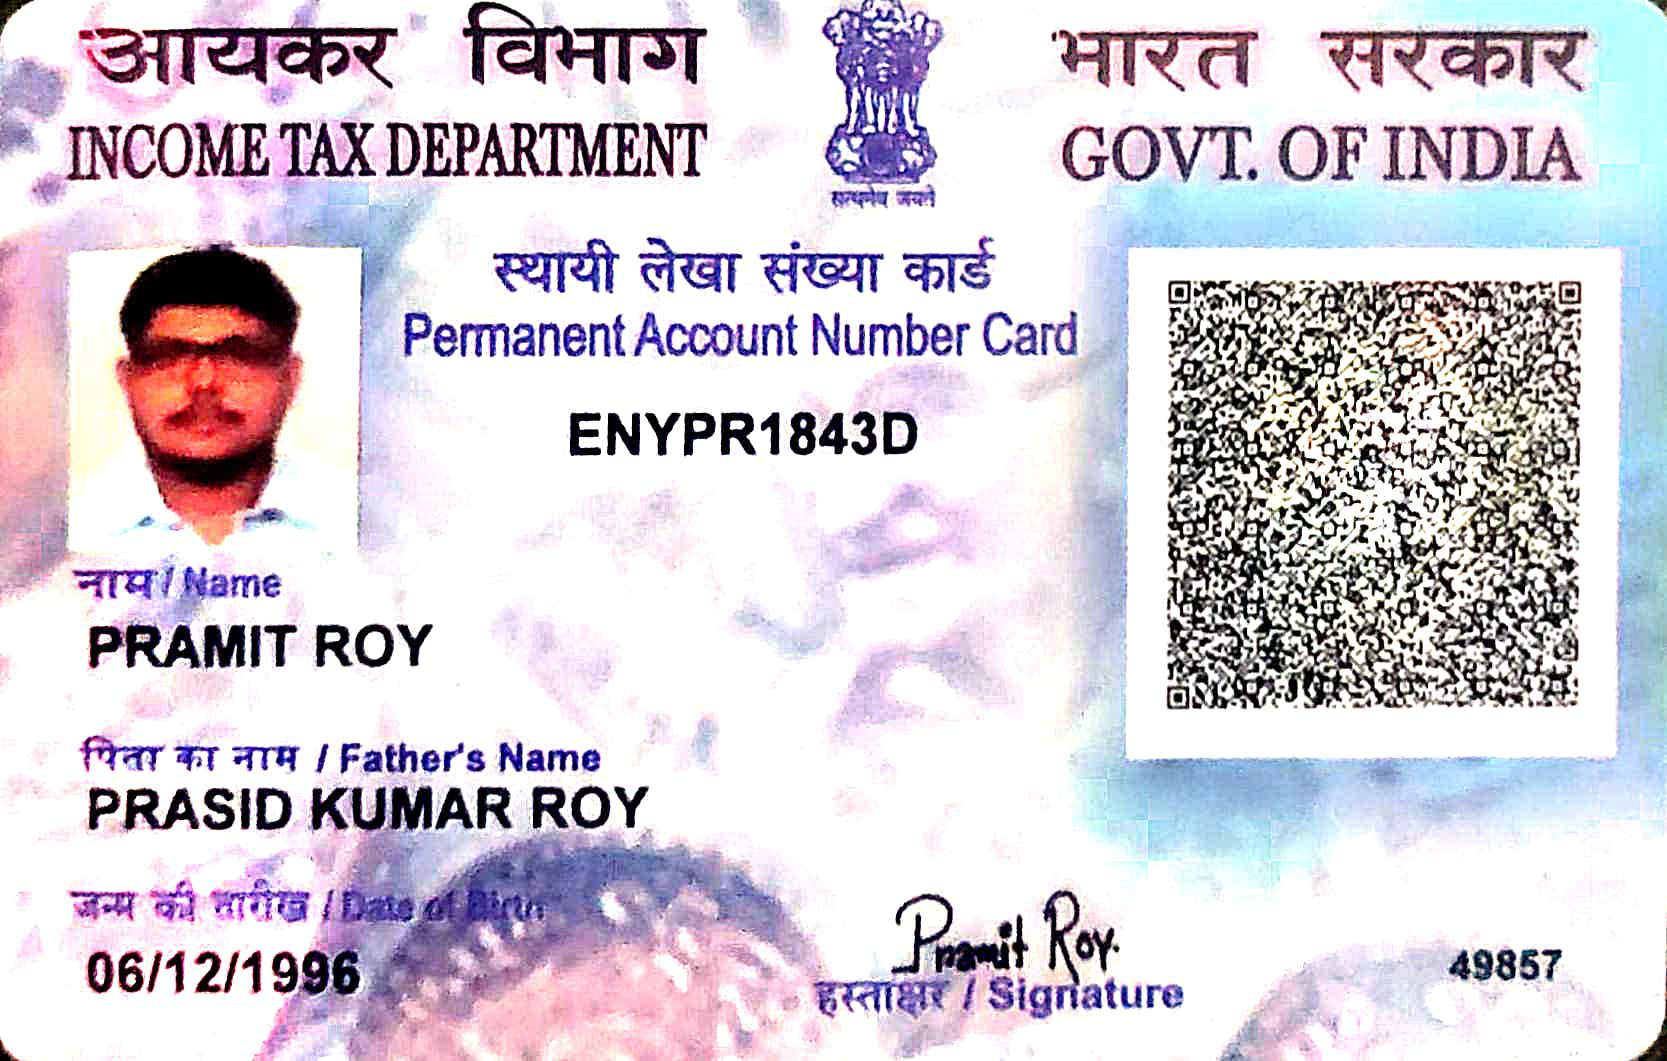 आयकर विभाग
INCOME TAX DEPARTMENT
सत्यमेव जयते
भारत सरकार
GOVT. OF INDIA
स्थायी लेखा संख्या कार्ड
Permanent Account Number Card
ENYPR1843D
नाम / Name
PRAMIT ROY
पिता का नाम / Father's Name
PRASID KUMAR ROY
जन्म की तारीख / Date of Birth
06/12/1996
Pramit Roy.
हस्ताक्षर / Signature
49857